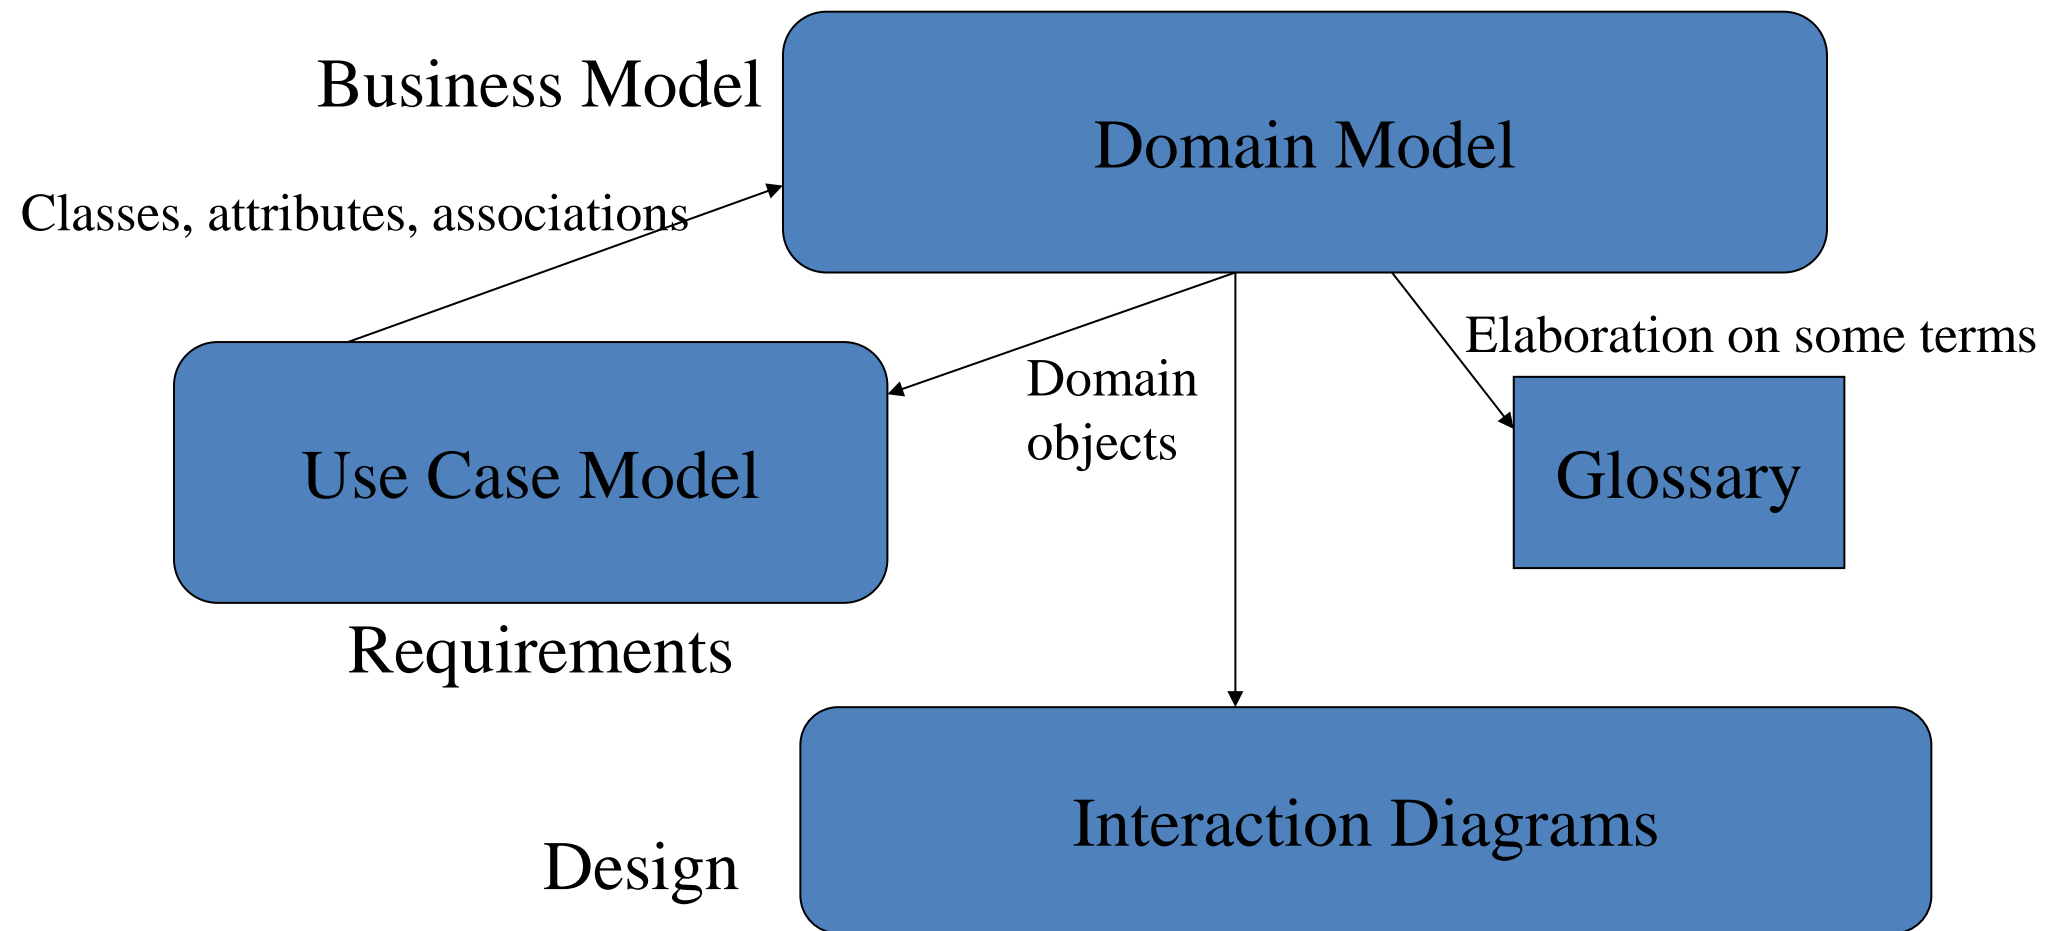 Business Model
Domain Model
Classes, attributes, associations
Elaboration on some terms
Domain
objects
Use Case Model
Glossary
Requirements
Interaction Diagrams
Design